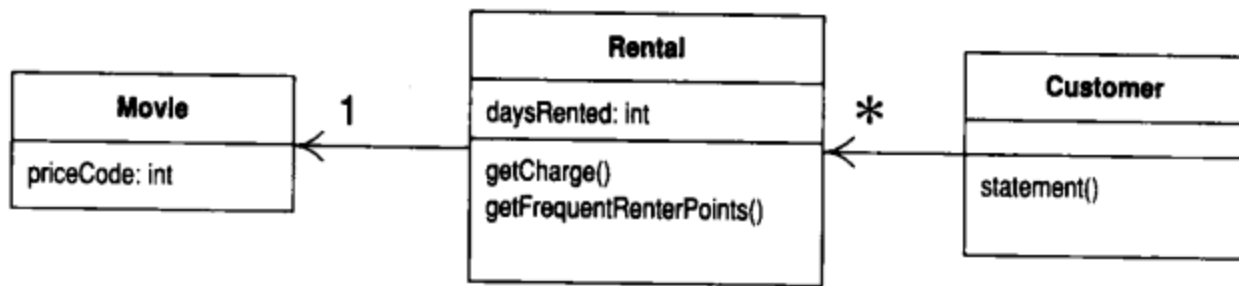 Movie
priceCode: int
1
Rental
daysRented: int
getCharge()
getFrequentRenterPoints()
*
Customer
statement()